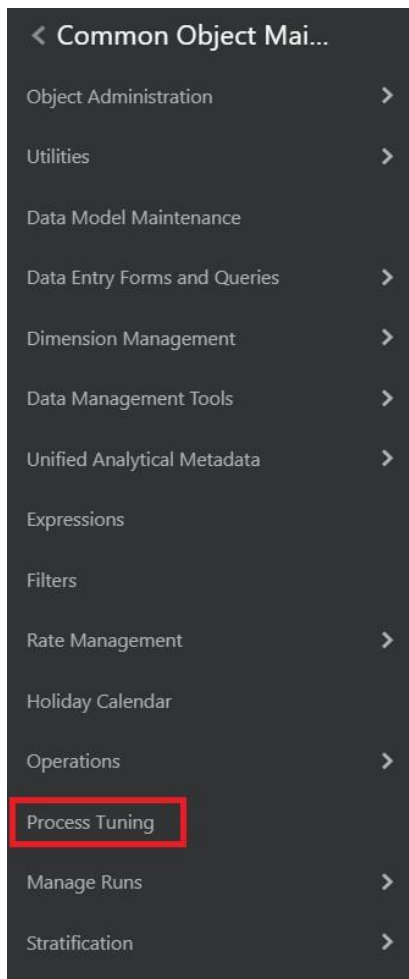 Common Object Mai...
Object Administration
Utilities
Data Model Maintenance
Data Entry Forms and Queries
Dimension Management
Data Management Tools
Unified Analytical Metadata
Expressions
Filters
Rate Management
Holiday Calendar
Operations
Process Tuning
Manage Runs
Stratification